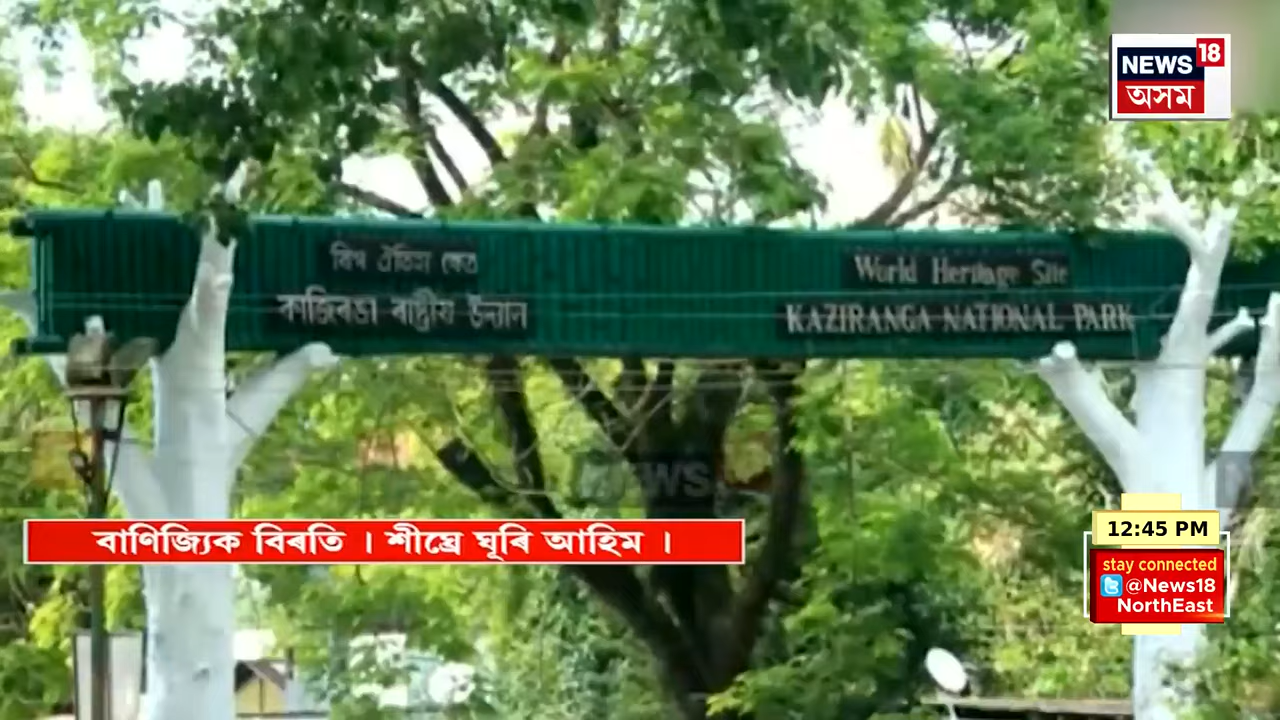 NEWS 18
অসম
বিশ্ব ঐতিহ্য ক্ষেত্ৰ
World Heritage Site
কাজিৰঙা ৰাষ্ট্ৰীয় উদ্যান
KAZIRANGA NATIONAL PARK
NEWS
বাণিজ্যিক বিৰতি । শীঘ্ৰে ঘূৰি আহিম ।
12:45 PM
stay connected
@News18
NorthEast